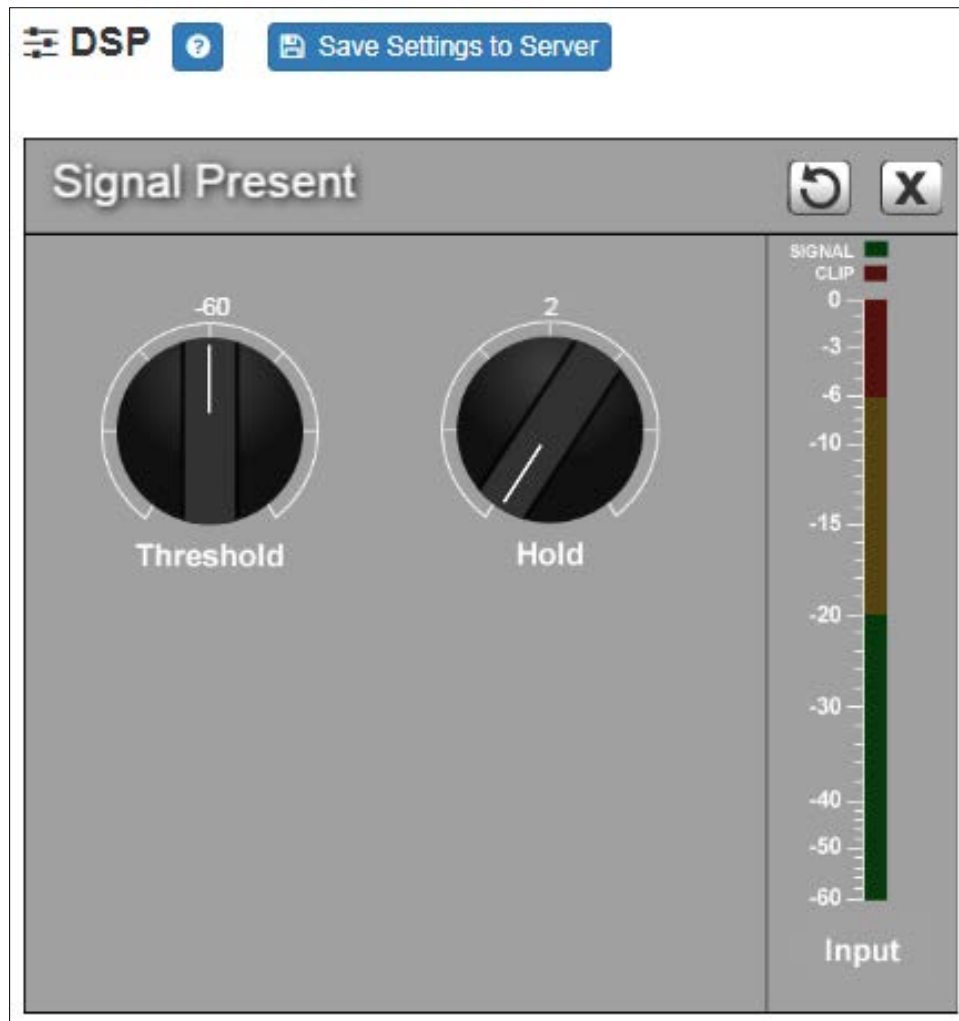 DSP ? Save Settings to Server
Signal Present X
SIGNAL
CLIP
-60 2
Threshold Hold
0
-3
-6
-10
-15
-20
-30
-40
-50
-60
Input